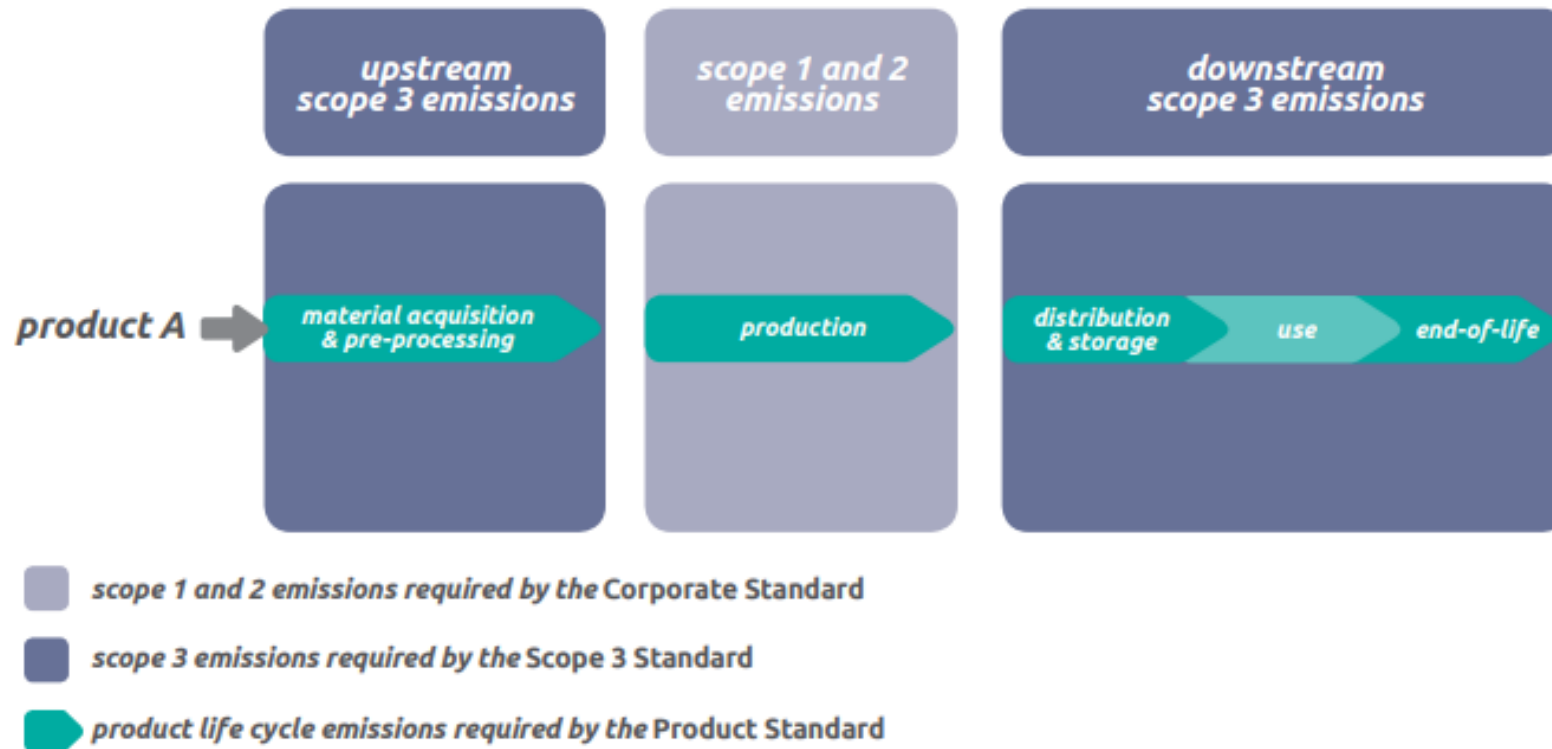 upstream
scope 3 emissions
scope 1 and 2
emissions
downstream
scope 3 emissions
product A
material acquisition
& pre-processing
production
distribution
& storage
use
end-of-life
scope 1 and 2 emissions required by the Corporate Standard
scope 3 emissions required by the Scope 3 Standard
product life cycle emissions required by the Product Standard